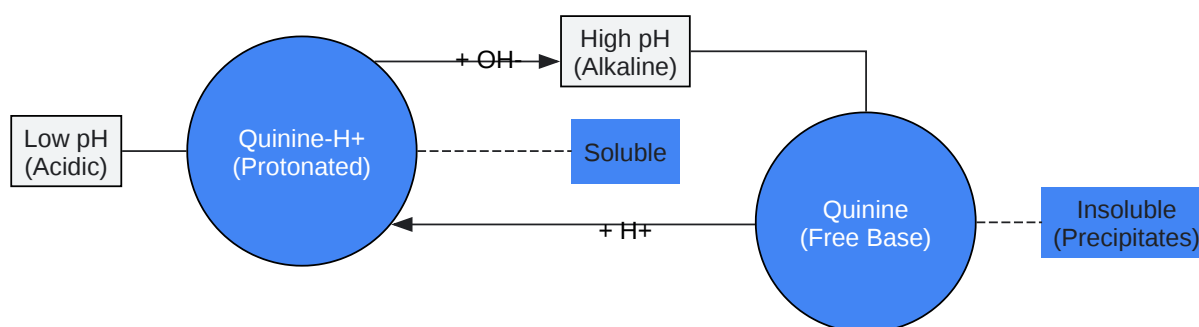 High pH
(Alkaline)
+ OH-
Low pH
(Acidic)
Quinine-H+
(Protonated)
Soluble
+ H+
Quinine
(Free Base)
Insoluble
(Precipitates)